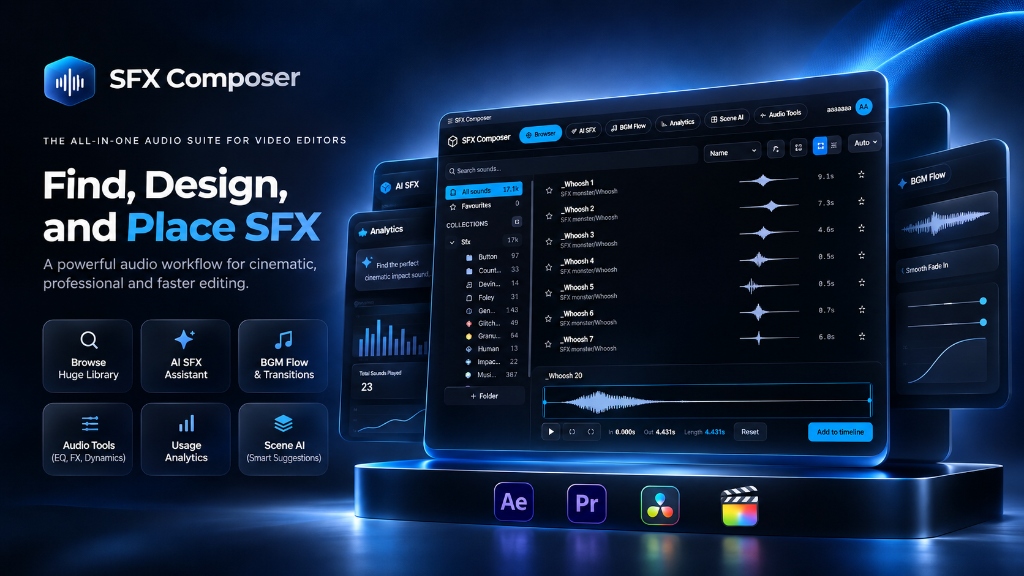 SFX Composer
THE ALL-IN-ONE AUDIO SUITE FOR VIDEO EDITORS
Find, Design,
and Place SFX
A powerful audio workflow for cinematic,
professional and faster editing.
Browse
Huge Library
AI SFX
Assistant
BGM Flow
& Transitions
Audio Tools
(EQ, FX, Dynamics)
Usage
Analytics
Scene AI
(Smart Suggestions)
AI SFX
Analytics
Find the perfect
cinematic impact sound.
Total Sounds Played
23
SFX Composer
SFX Composer
Browser
AI SFX
BGM Flow
Analytics
Scene AI
Audio Tools
aaaaaaa
AA
Search sounds...
Name
Auto
All sounds 17.1k
Favourites 0
COLLECTIONS
Sfx 17k
Button 97
Count... 33
Devin... 14
Foley 31
Gen... 143
Glitch... 49
Granu... 64
Human 13
Impac... 22
Musi... 387
+ Folder
_Whoosh 1 9.1s
SFX monster/Whoosh
_Whoosh 2 7.3s
SFX monster/Whoosh
_Whoosh 3 4.6s
SFX monster/Whoosh
_Whoosh 4 0.5s
SFX monster/Whoosh
_Whoosh 5 0.5s
SFX monster/Whoosh
_Whoosh 6 0.7s
SFX monster/Whoosh
_Whoosh 7 6.0s
SFX monster/Whoosh
_Whoosh 20
In 0.000s Out 4.431s Length 4.431s Reset Add to timeline
BGM Flow
Smooth Fade In
Ae
Pr